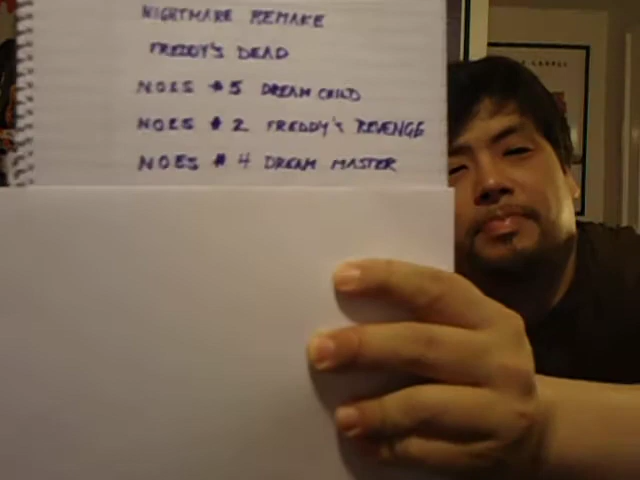 NIGHTMARE REMAKE
FREDDY'S DEAD
NOES #5 DREAM CHILD
NOES #2 FREDDY'S REVENGE
NOES #4 DREAM MASTER